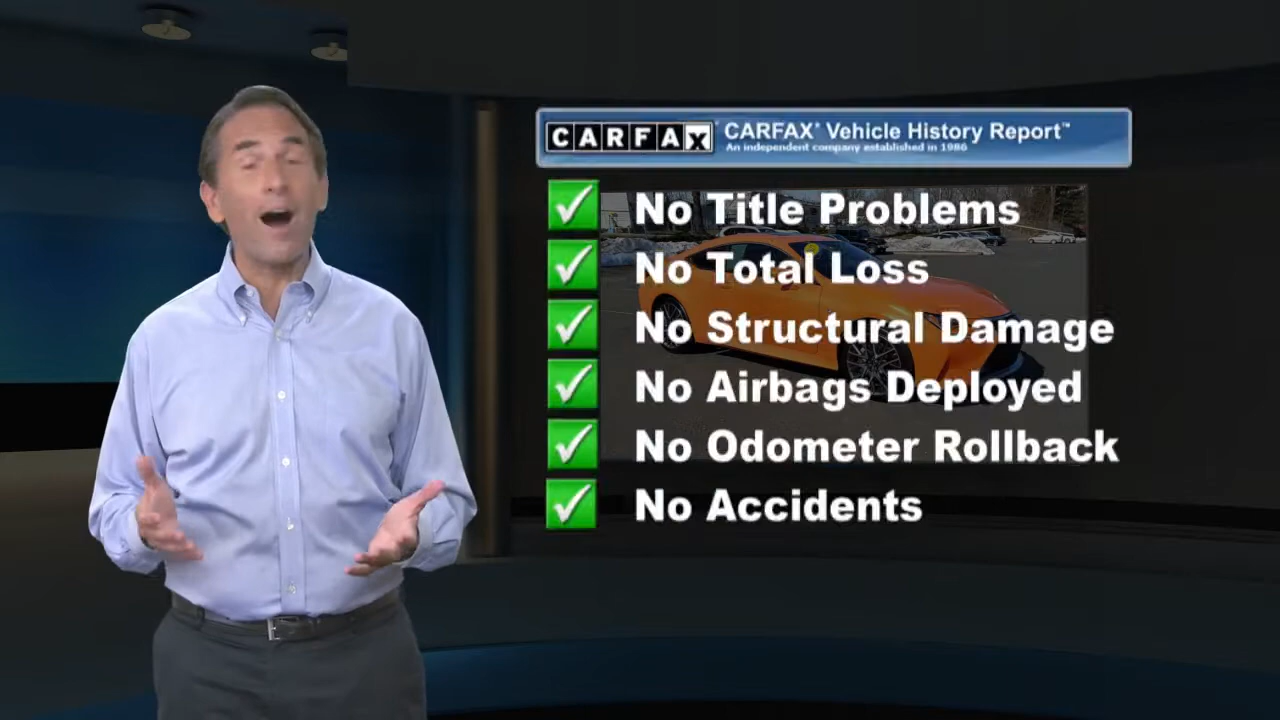 CARFAX CARFAX® Vehicle History Report™
An independent company established in 1986
No Title Problems
No Total Loss
No Structural Damage
No Airbags Deployed
No Odometer Rollback
No Accidents